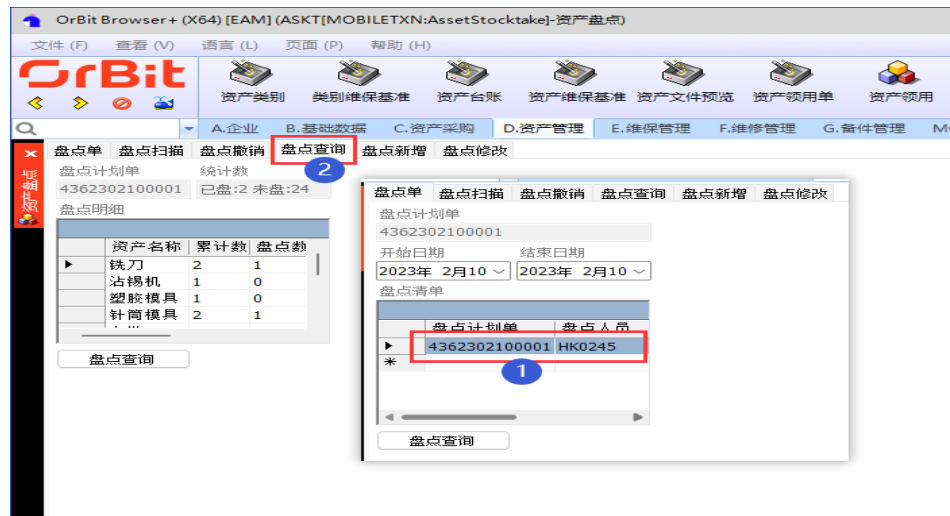 OrBit Browser+ (X64) [EAM] (ASKT[MOBILETXN:AssetStocktake]-资产盘点)
文件 (F) 查看 (V) 语言 (L) 页面 (P) 帮助 (H)
OrBit
资产类别 类别维保基准 资产台账 资产维保基准 资产文件预览 资产领用单 资产领用
A.企业 B.基础数据 C.资产采购 D.资产管理 E.维保管理 F.维修管理 G.备件管理
资产盘点
盘点单 盘点扫描 盘点撤销 盘点查询 盘点新增 盘点修改
2
盘点计划单 统计数
4362302100001 已盘:2 未盘:24
盘点明细
资产名称 累计数 盘点数
铣刀 2 1
沾锡机 1 0
塑胶模具 1 0
针筒模具 2 1
盘点查询
盘点单 盘点扫描 盘点撤销 盘点查询 盘点新增 盘点修改
盘点计划单
4362302100001
开始日期 结束日期
2023年 2月10 2023年 2月10
盘点清单
盘点计划单 盘点人员
4362302100001 HK0245
1
盘点查询